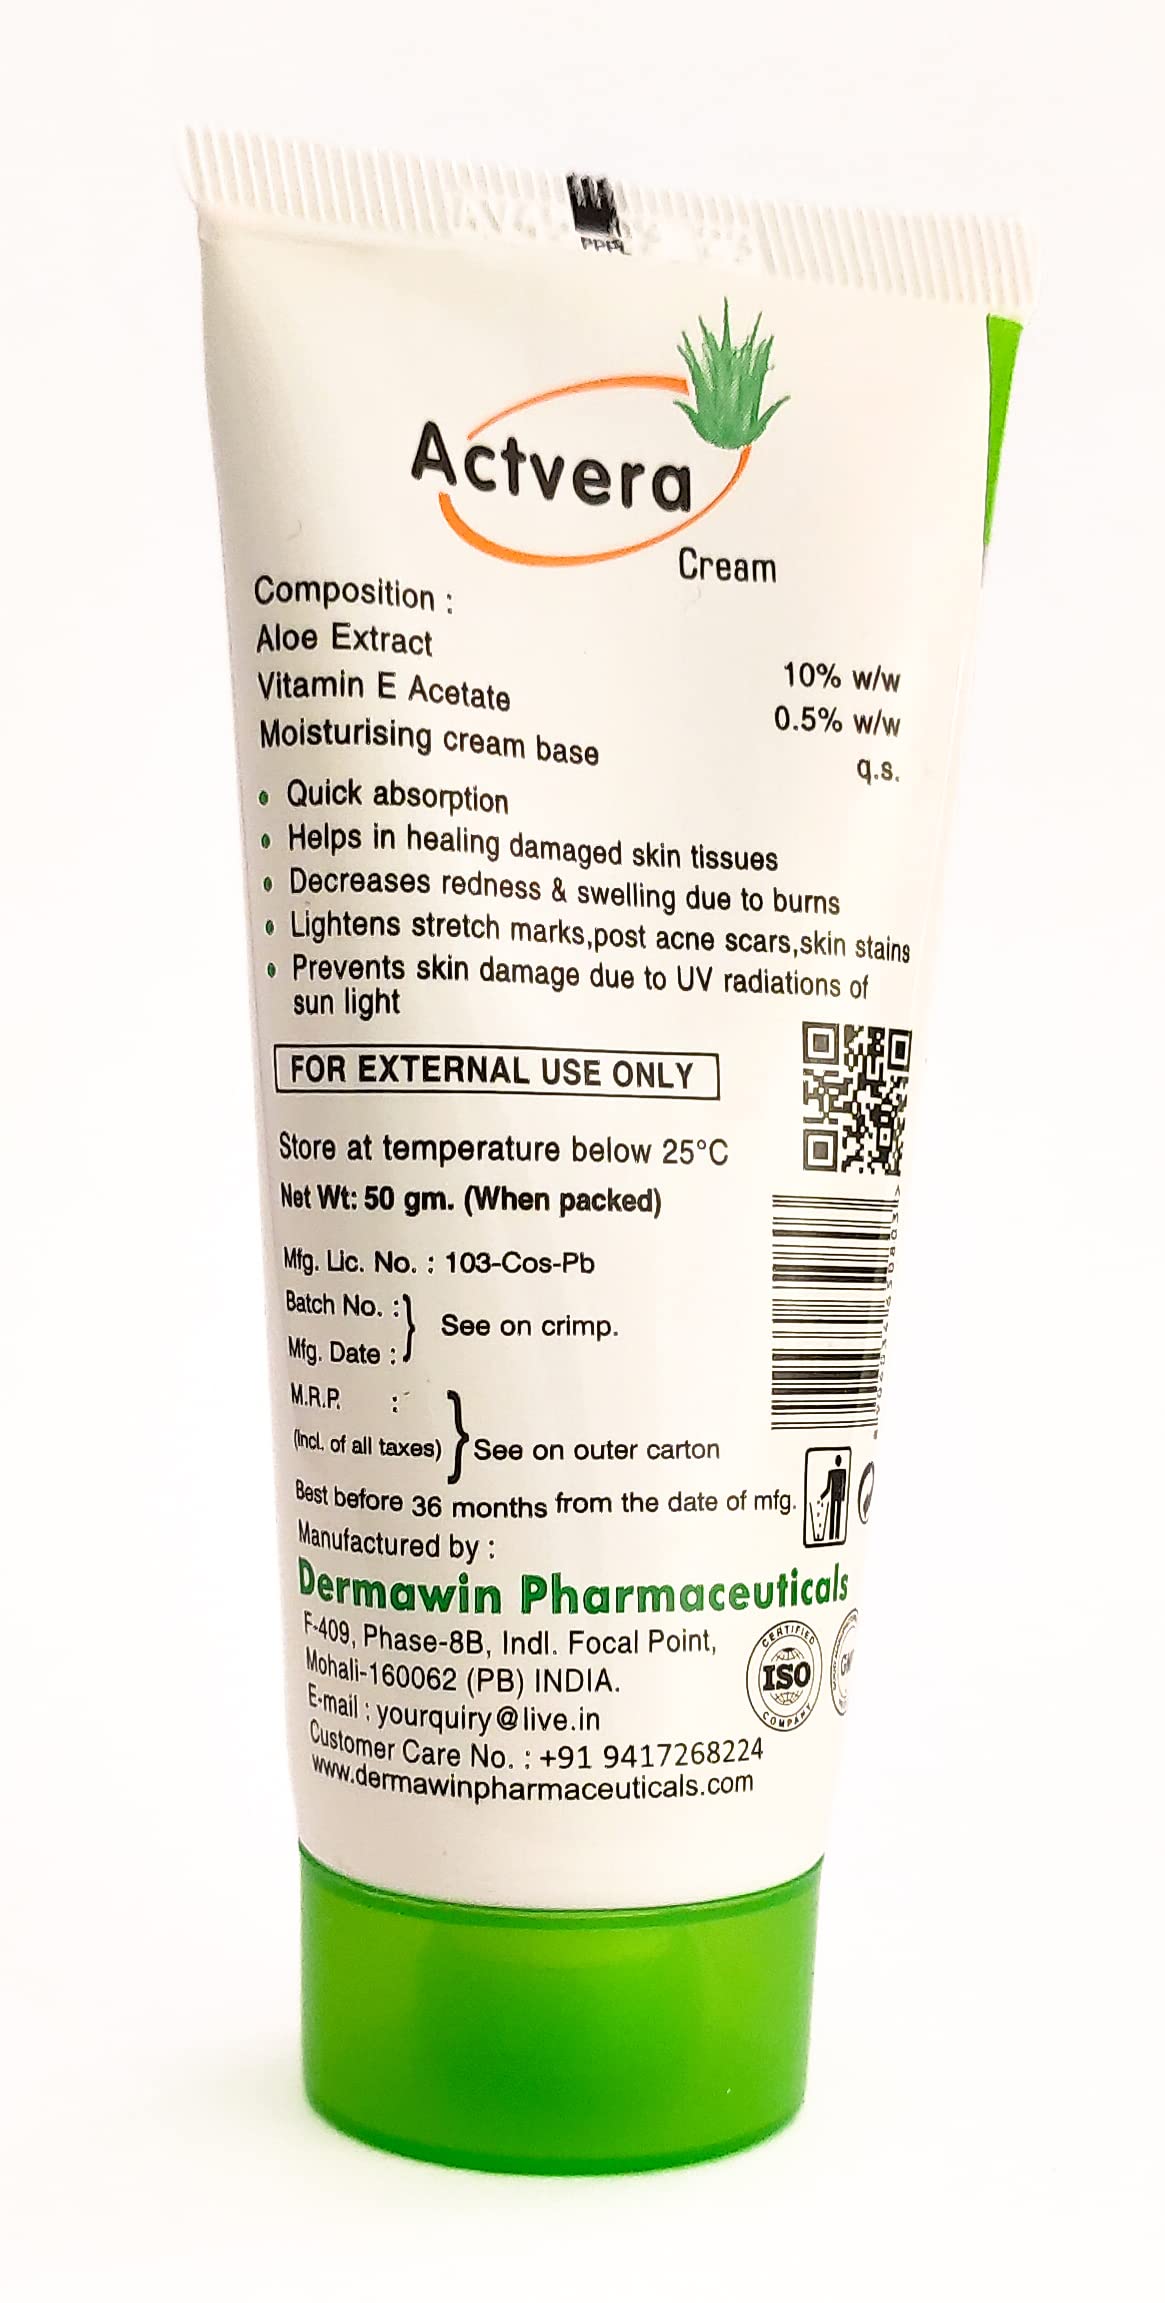 PPPL
Actvera
Cream
Composition :
Aloe Extract 10% w/w
Vitamin E Acetate 0.5% w/w
Moisturising cream base q.s.
Quick absorption
Helps in healing damaged skin tissues
Decreases redness & swelling due to burns
Lightens stretch marks,post acne scars,skin stains
Prevents skin damage due to UV radiations of
sun light
FOR EXTERNAL USE ONLY
Store at temperature below 25°C
Net Wt: 50 gm. (When packed)
Mfg. Lic. No. : 103-Cos-Pb
Batch No. :
Mfg. Date :
See on crimp.
M.R.P. :
(Incl. of all taxes)
See on outer carton
Best before 36 months from the date of mfg.
Manufactured by :
Dermawin Pharmaceuticals
F-409, Phase-8B, Indl. Focal Point,
Mohali-160062 (PB) INDIA.
E-mail : yourquiry@live.in
Customer Care No. : +91 9417268224
www.dermawinpharmaceuticals.com
CERTIFIED
ISO
COMPANY